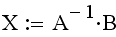 X := A⁻¹·B